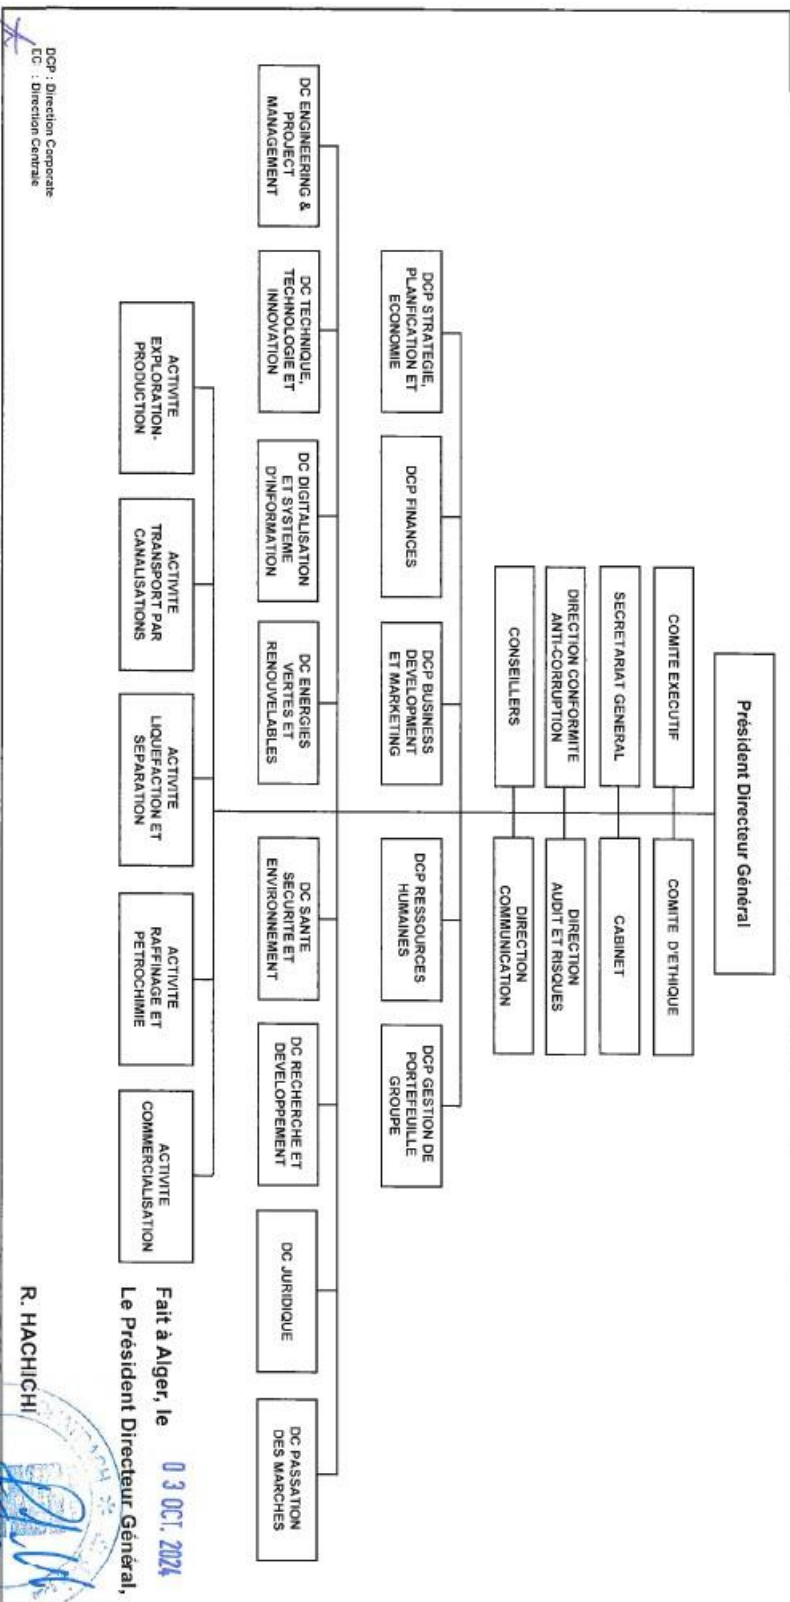 Président Directeur Général
COMITE EXECUTIF
COMITE D'ETHIQUE
SECRETARIAT GENERAL
CABINET
DIRECTION CONFORMITE
ANTI-CORRUPTION
DIRECTION
AUDIT ET RISQUES
CONSEILLERS
DIRECTION
COMMUNICATION
DCP STRATEGIE,
PLANFICATION ET
ECONOMIE
DCP FINANCES
DCP BUSINESS
DEVELOPMENT
ET MARKETING
DCP RESSOURCES
HUMAINES
DCP GESTION DE
PORTEFEUILLE
GROUPE
DC ENGINEERING &
PROJECT
MANAGEMENT
DC TECHNIQUE,
TECHNOLOGIE ET
INNOVATION
DC DIGITALISATION
ET SYSTEME
D'INFORMATION
DC ENERGIES
VERTES ET
RENOUVELABLES
DC SANTE
SECURITE ET
ENVIRONNEMENT
DC RECHERCHE ET
DEVELOPPEMENT
DC JURIDIQUE
DC PASSATION
DES MARCHES
ACTIVITE
EXPLORATION-
PRODUCTION
ACTIVITE
TRANSPORT PAR
CANALISATIONS
ACTIVITE
LIQUEFACTION ET
SEPARATION
ACTIVITE
RAFFINAGE ET
PETROCHIMIE
ACTIVITE
COMMERCIALISATION
Fait à Alger, le 03 OCT. 2024
Le Président Directeur Général,
R. HACHICHI
DCP : Direction Corporate
DC : Direction Centrale